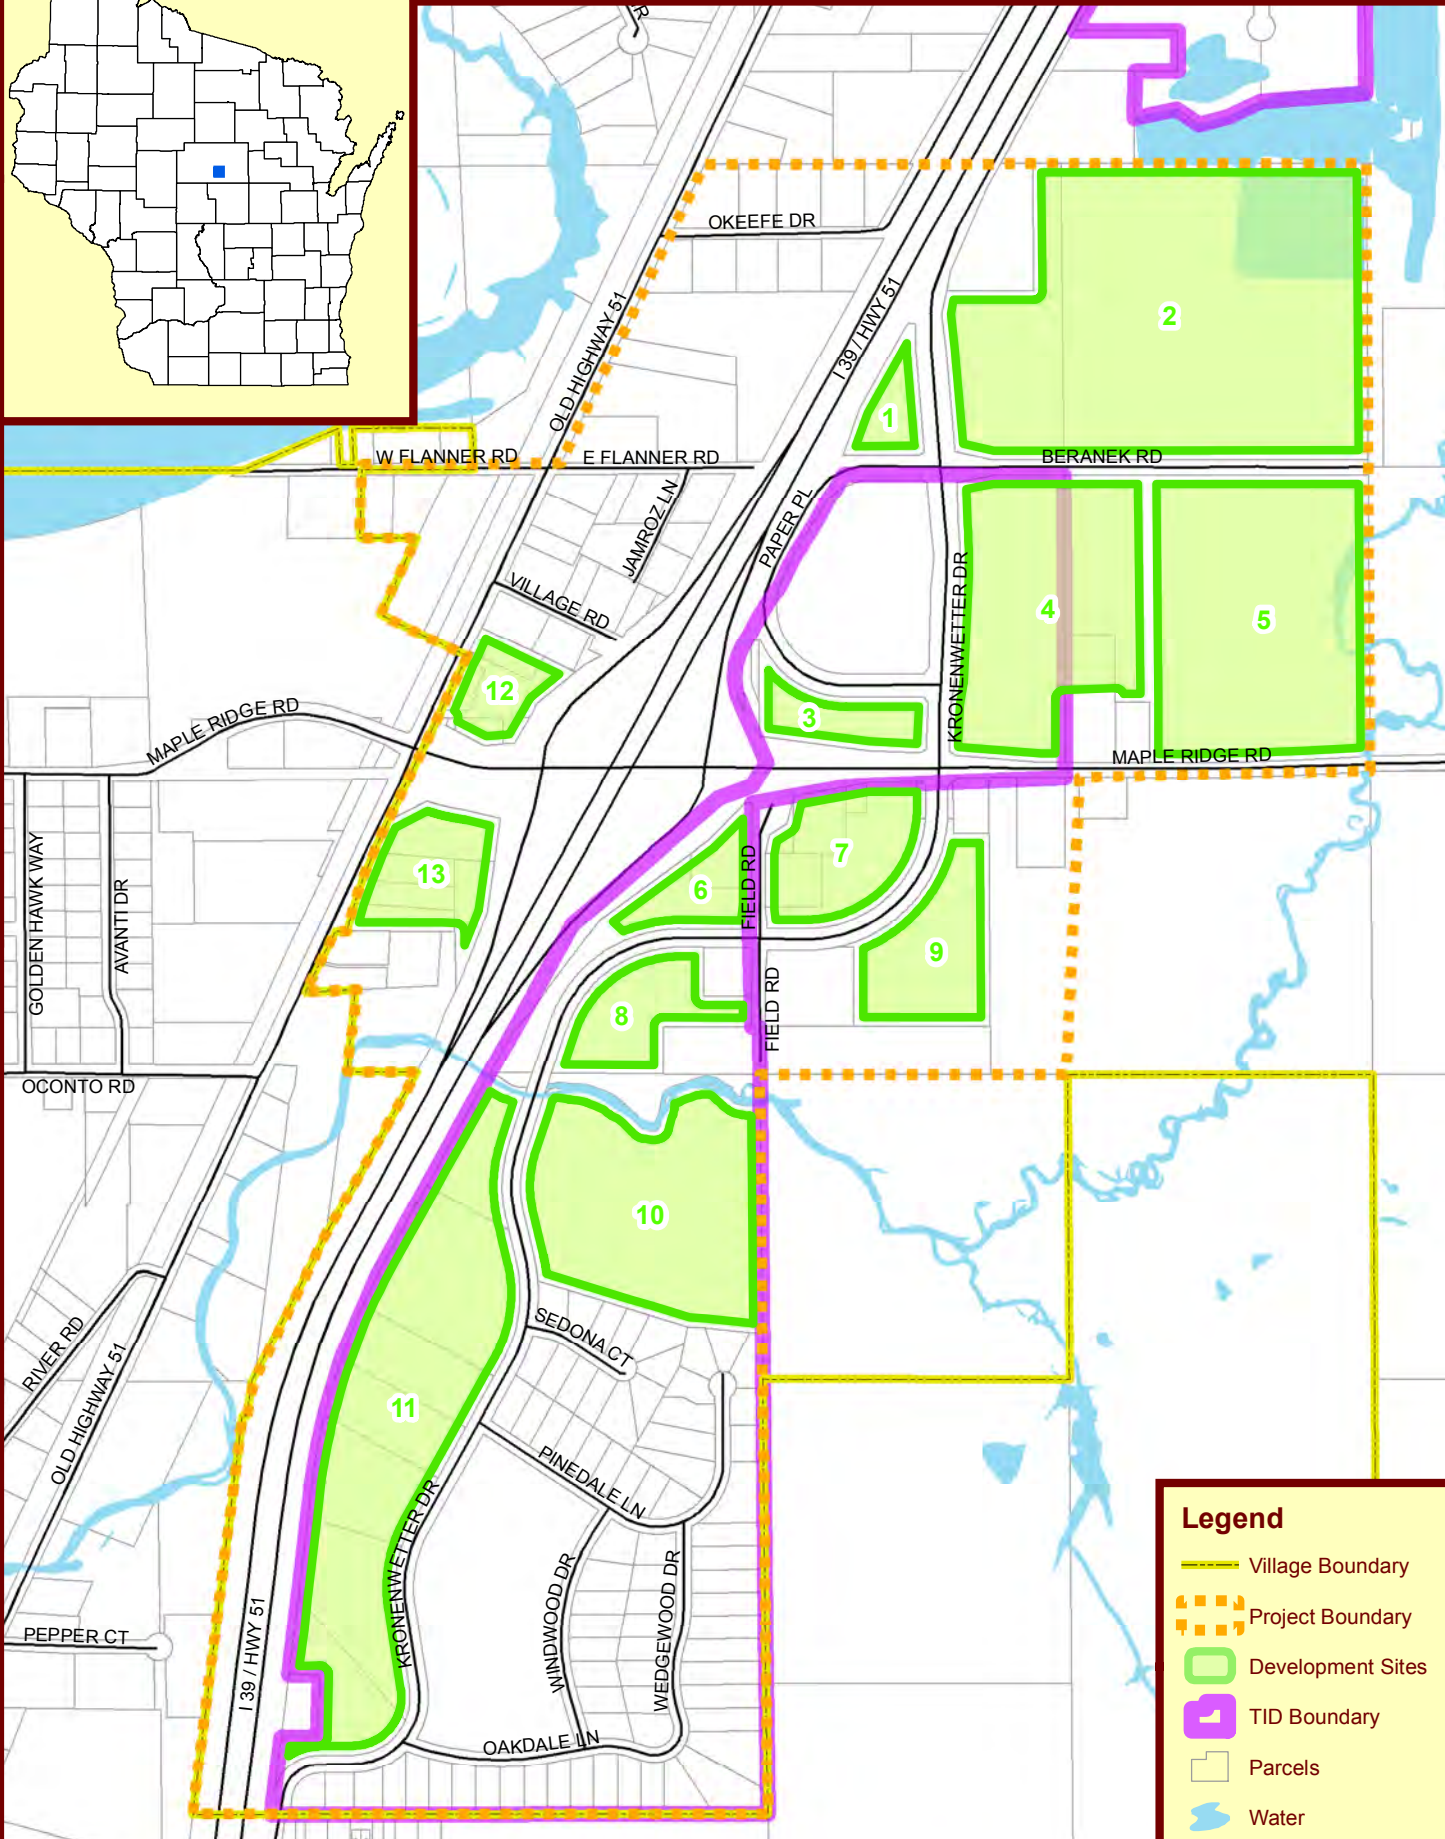 R
OKEEFE DR
OLD HIGHWAY 51
I 39 / HWY 51
2
1
W FLANNER RD
E FLANNER RD
BERANEK RD
JAMROZ LN
PAPER PL
VILLAGE RD
KRONENWETTER DR
4
5
12
3
MAPLE RIDGE RD
MAPLE RIDGE RD
GOLDEN HAWK WAY
AVANTI DR
13
6
FIELD RD
7
9
8
FIELD RD
OCONTO RD
10
RIVER RD
OLD HIGHWAY 51
SEDONA CT
11
PINEDALE LN
KRONENWETTER DR
WINDWOOD DR
WEDGEWOOD DR
PEPPER CT
I 39 / HWY 51
OAKDALE LN
Legend
Village Boundary
Project Boundary
Development Sites
TID Boundary
Parcels
Water